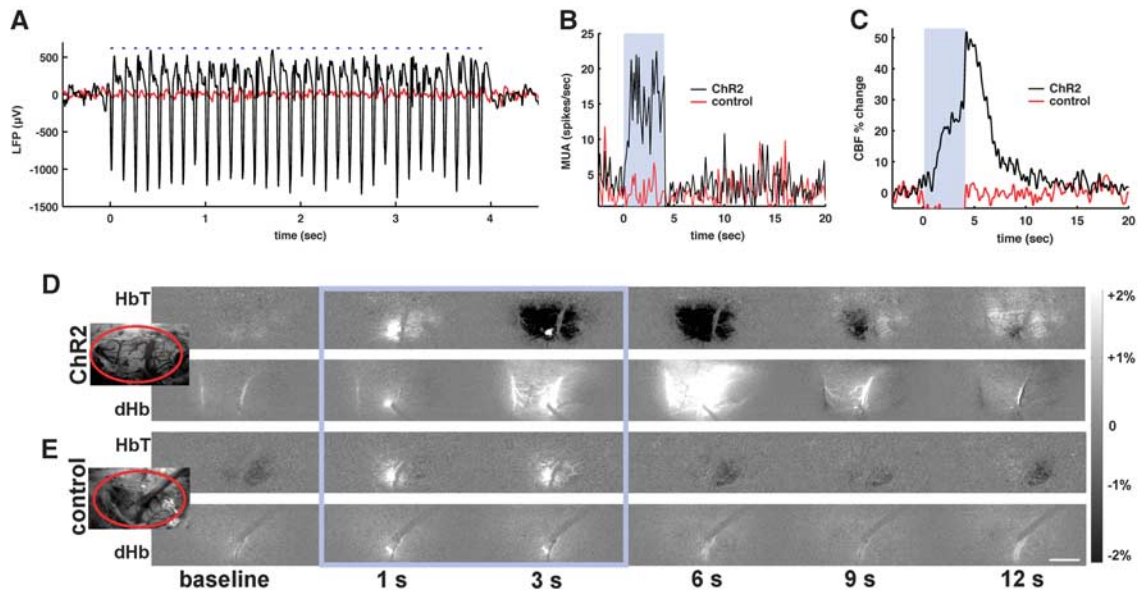 A
500
0
-500
-1000
-1500
LFP (µV)
0 1 2 3 4
time (sec)
B
25
20
15
10
5
MUA (spikes/sec)
ChR2
control
0 5 10 15 20
time (sec)
C
50
40
30
20
10
0
CBF % change
ChR2
control
0 5 10 15 20
time (sec)
D
ChR2
HbT
dHb
E
control
HbT
dHb
+2%
+1%
0
-1%
-2%
baseline 1 s 3 s 6 s 9 s 12 s